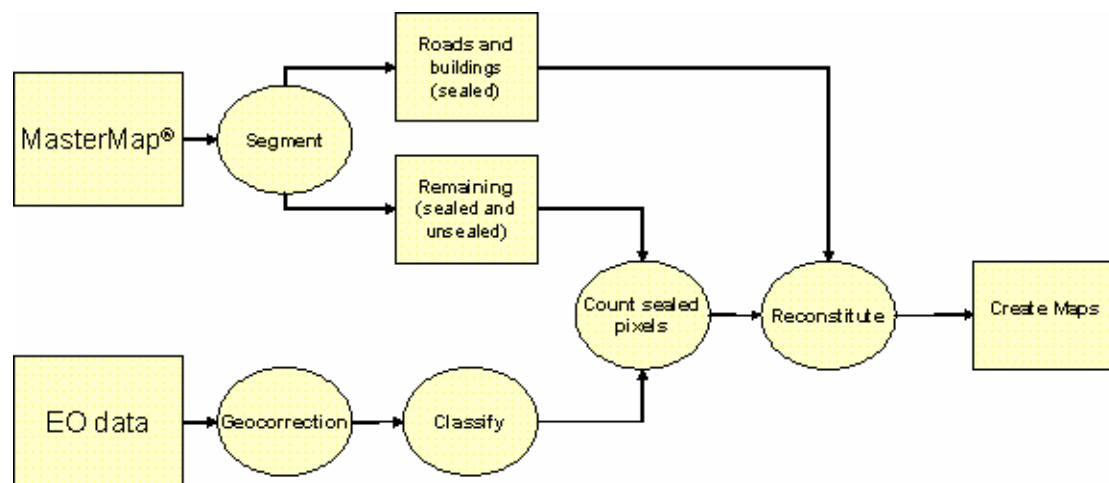 Roads and
buildings
(sealed)
MasterMap®
Segment
Remaining
(sealed and
unsealed)
Count sealed
pixels
Reconstitute
Create Maps
EO data
Geocorrection
Classify